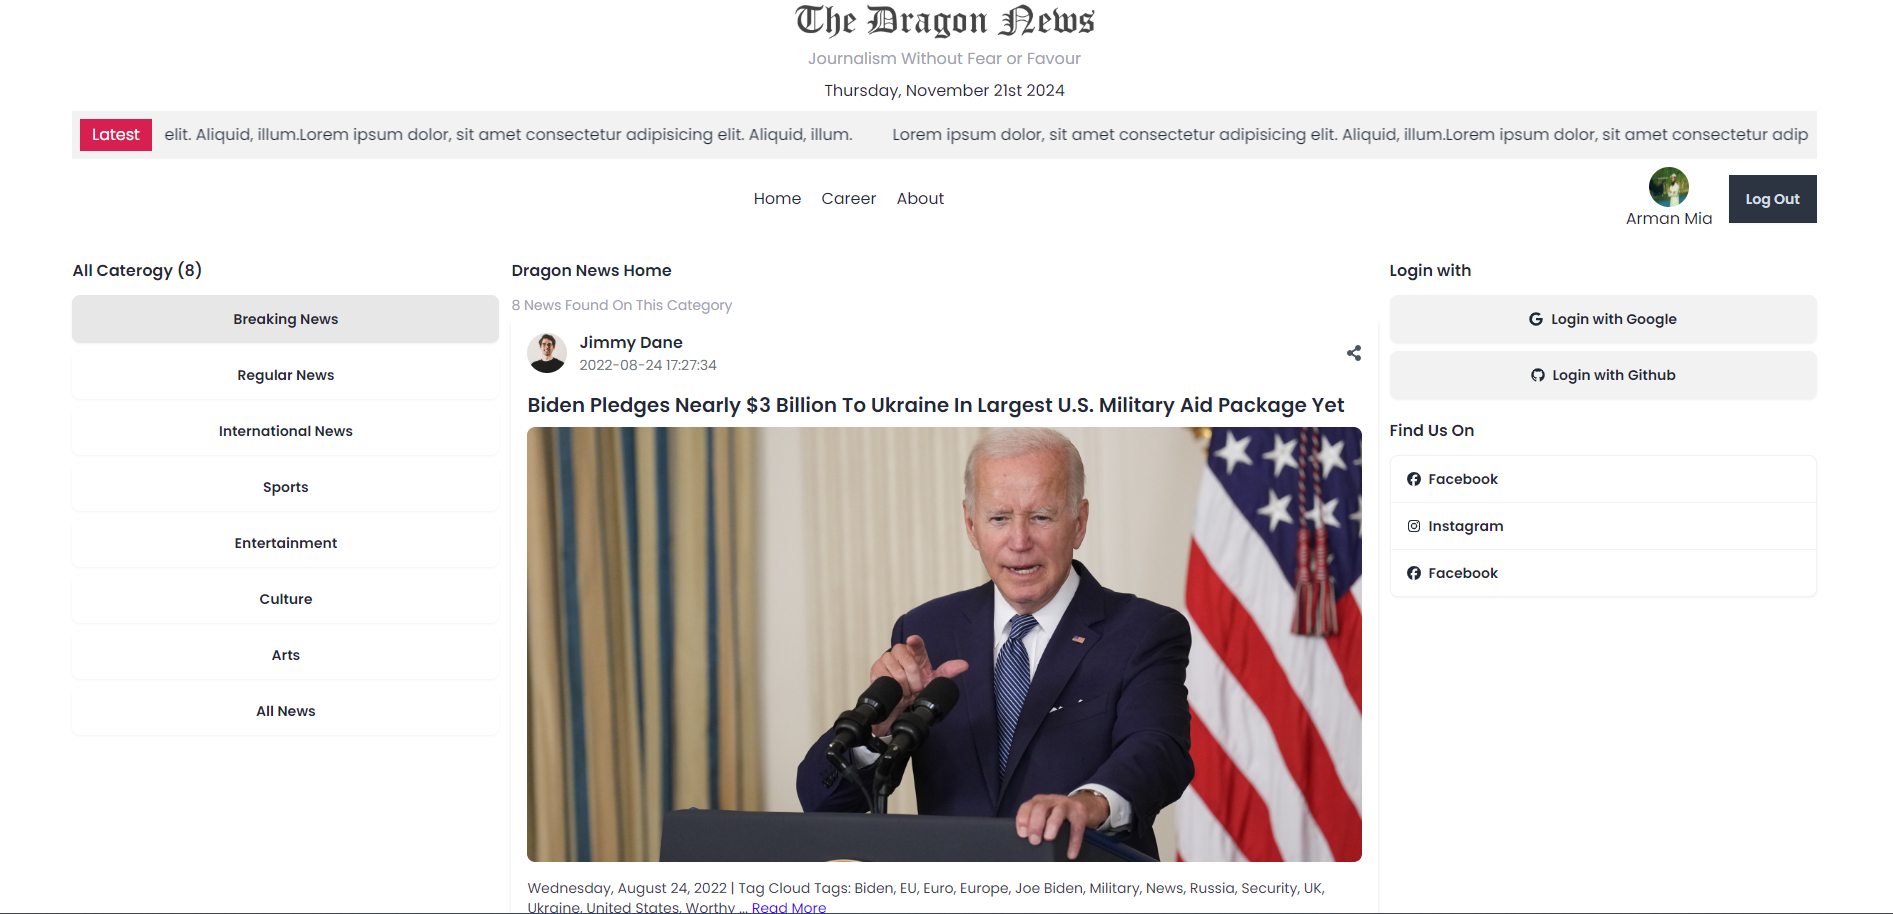 The Dragon News
Journalism Without Fear or Favour
Thursday, November 21st 2024
Latest
elit. Aliquid, illum.Lorem ipsum dolor, sit amet consectetur adipisicing elit. Aliquid, illum. Lorem ipsum dolor, sit amet consectetur adipisicing elit. Aliquid, illum.Lorem ipsum dolor, sit amet consectetur adip
Home
Career
About
Arman Mia
Log Out
All Caterogy (8)
Breaking News
Regular News
International News
Sports
Entertainment
Culture
Arts
All News
Dragon News Home
8 News Found On This Category
Jimmy Dane
2022-08-24 17:27:34
Biden Pledges Nearly $3 Billion To Ukraine In Largest U.S. Military Aid Package Yet
Wednesday, August 24, 2022 | Tag Cloud Tags: Biden, EU, Euro, Europe, Joe Biden, Military, News, Russia, Security, UK,
Ukraine, United States, Worthy ... Read More
Login with
Login with Google
Login with Github
Find Us On
Facebook
Instagram
Facebook